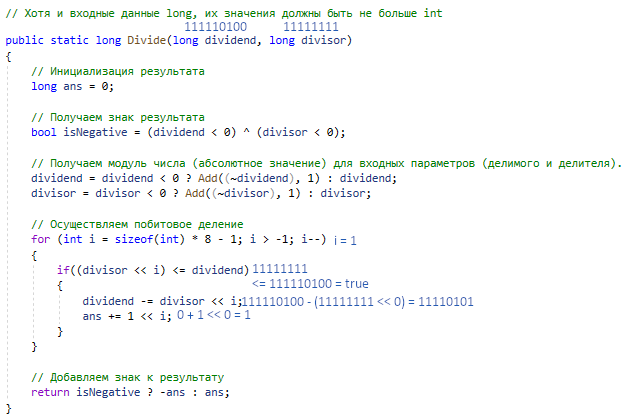 // Хотя и входные данные long, их значения должны быть не больше int
111110100 11111111
public static long Divide(long dividend, long divisor)
{
// Инициализация результата
long ans = 0;
// Получаем знак результата
bool isNegative = (dividend < 0) ^ (divisor < 0);
// Получаем модуль числа (абсолютное значение) для входных параметров (делимого и делителя).
dividend = dividend < 0 ? Add((~dividend), 1) : dividend;
divisor = divisor < 0 ? Add((~divisor), 1) : divisor;
// Осуществляем побитовое деление
for (int i = sizeof(int) * 8 - 1; i > -1; i--) i = 1
{
if((divisor << i) <= dividend) 11111111
{ <= 111110100 = true
dividend -= divisor << i; 111110100 - (11111111 << 0) = 11110101
ans += 1 << i; 0 + 1 << 0 = 1
}
}
// Добавляем знак к результату
return isNegative ? -ans : ans;
}